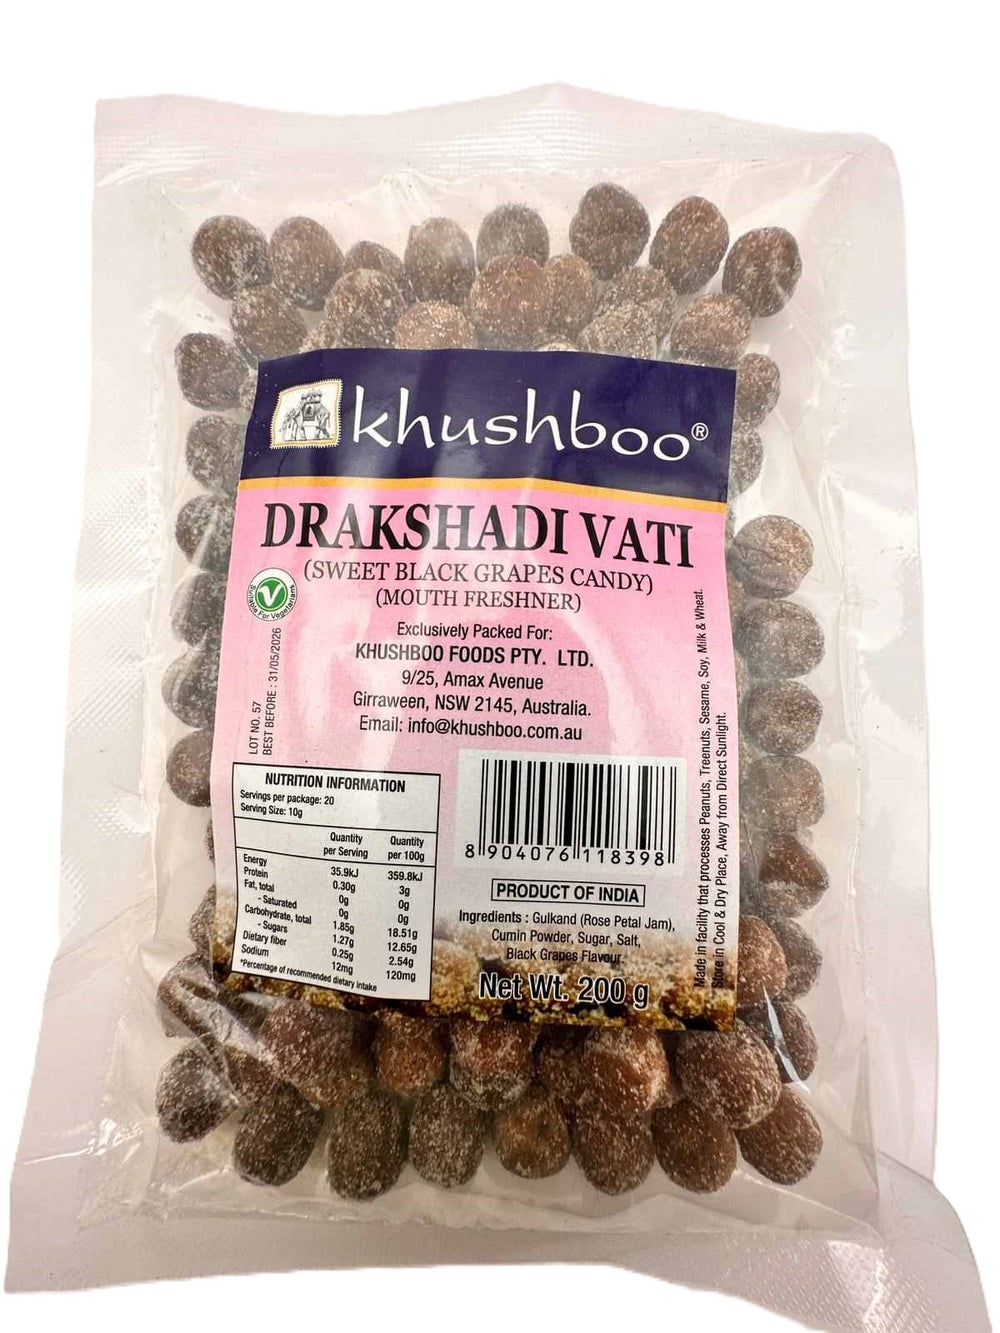 khushboo®
DRAKSHADI VATI
(SWEET BLACK GRAPES CANDY)
(MOUTH FRESHNER)
Suitable For Vegetarians
V
Exclusively Packed For:
KHUSHBOO FOODS PTY. LTD.
9/25, Amax Avenue
Girraween, NSW 2145, Australia.
Email: info@khushboo.com.au
LOT NO. 57
BEST BEFORE : 31/05/2026
NUTRITION INFORMATION
Servings per package: 20
Serving Size: 10g
Quantity per Serving Quantity per 100g
Energy 35.9kJ 359.8kJ
Protein 0.30g 3g
Fat, total 0g 0g
- Saturated 0g 0g
Carbohydrate, total 1.85g 18.51g
- Sugars 1.27g 12.65g
Dietary fiber 0.25g 2.54g
Sodium 12mg 120mg
*Percentage of recommended dietary intake
8 904076 118398
PRODUCT OF INDIA
Ingredients : Gulkand (Rose Petal Jam),
Cumin Powder, Sugar, Salt,
Black Grapes Flavour.
Net Wt. 200 g
Made in facility that processes Peanuts, Treenuts, Sesame, Soy, Milk & Wheat.
Store in Cool & Dry Place, Away from Direct Sunlight.